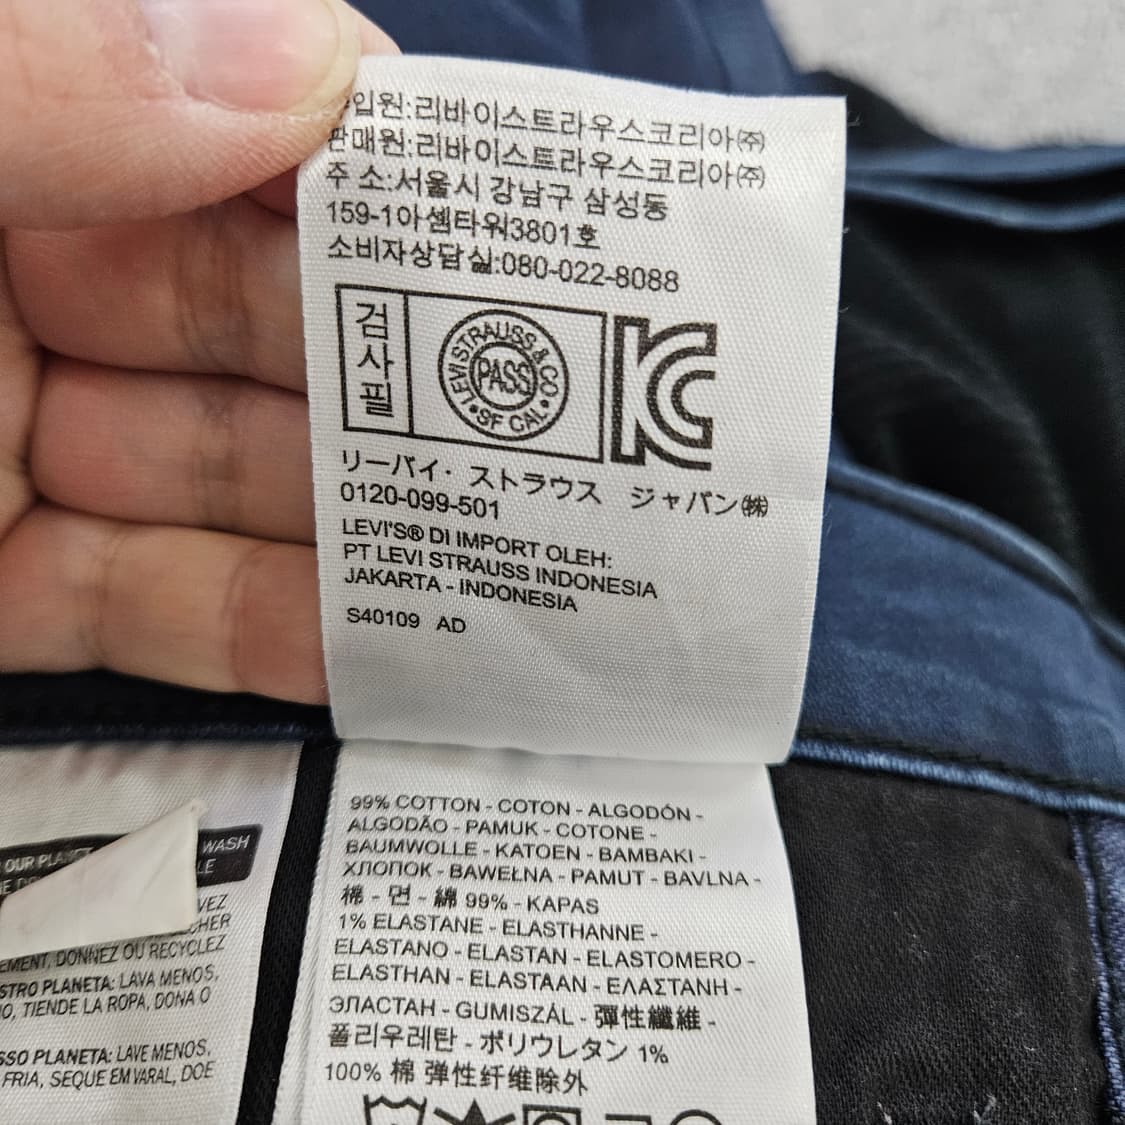 입원:리바이스트라우스코리아㈜
판매원:리바이스트라우스코리아㈜
주 소:서울시 강남구 삼성동
159-1아셈타워3801호
소비자상담실:080-022-8088
검사필
LEVI STRAUSS & CO
PASS
• SF CAL •
KC
リーバイ・ストラウス ジャパン㈱
0120-099-501
LEVI'S® DI IMPORT OLEH:
PT LEVI STRAUSS INDONESIA
JAKARTA - INDONESIA
S40109 AD
99% COTTON - COTON - ALGODÓN -
ALGODÃO - PAMUK - COTONE -
BAUMWOLLE - KATOEN - BAMBAKI -
ХЛОПОК - BAWEŁNA - PAMUT - BAVLNA -
棉 - 면 - 綿 99% - KAPAS
1% ELASTANE - ELASTHANNE -
ELASTANO - ELASTAN - ELASTOMERO -
ELASTHAN - ELASTAAN - ΕΛΑΣΤΑΝΗ -
ЭЛАСТАН - GUMISZÁL - 彈性纖維 -
폴리우레탄 - ポリウレタン 1%
100% 棉 弹性纤维除外
OUR PLA WASH
LE
VEZ
CHER
EMENT, DONNEZ OU RECYCLEZ
STRO PLANETA: LAVA MENOS,
O, TIENDE LA ROPA, DONA O
SSO PLANETA: LAVE MENOS,
FRIA, SEQUE EM VARAL, DOE